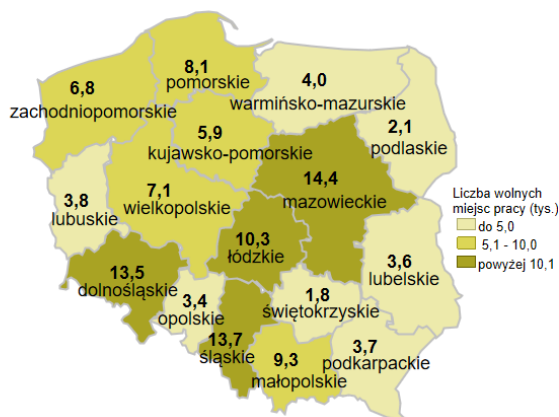 8,1
pomorskie
4,0
warmińsko-mazurskie
6,8
zachodniopomorskie
2,1
podlaskie
5,9
kujawsko-pomorskie
14,4
mazowieckie
3,8
lubuskie
7,1
wielkopolskie
Liczba wolnych
miejsc pracy (tys.)
do 5,0
5,1 - 10,0
powyżej 10,1
10,3
łódzkie
3,6
lubelskie
13,5
dolnośląskie
3,4
opolskie
1,8
świętokrzyskie
13,7
śląskie
9,3
małopolskie
3,7
podkarpackie